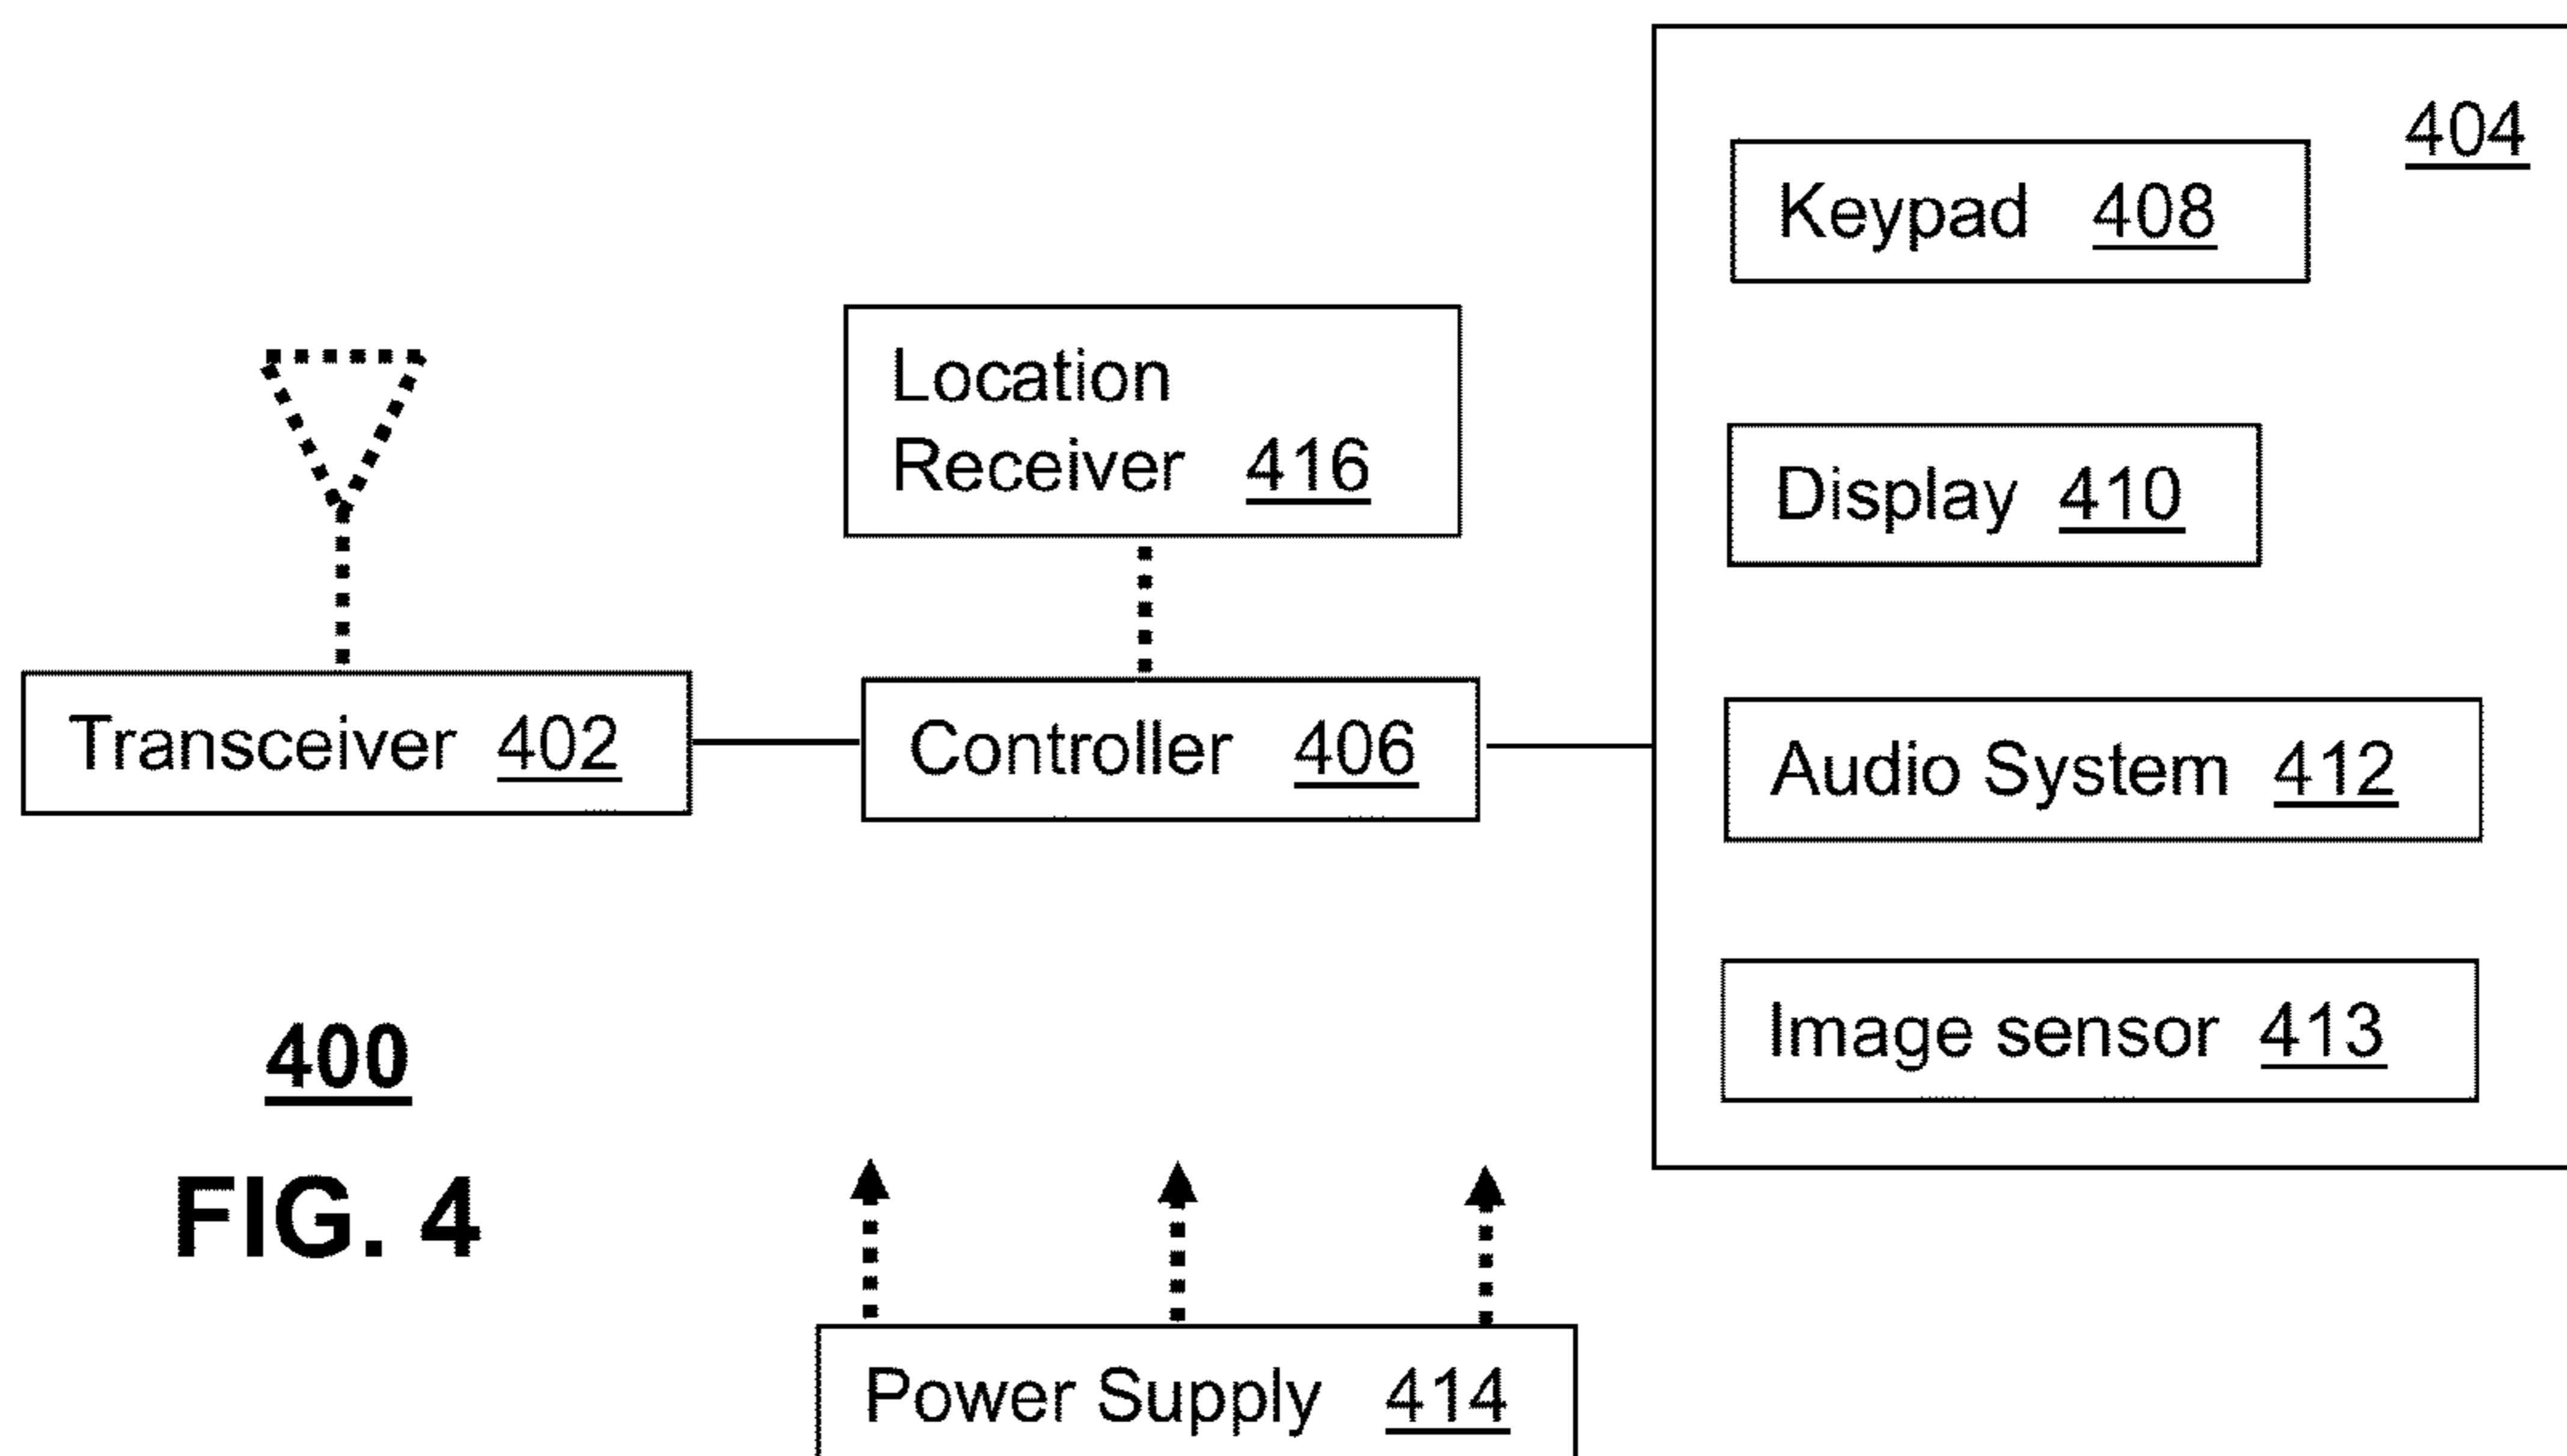 404
Keypad 408
Location
Receiver 416
Display 410
Transceiver 402
Controller 406
Audio System 412
Image sensor 413
400
FIG. 4
Power Supply 414